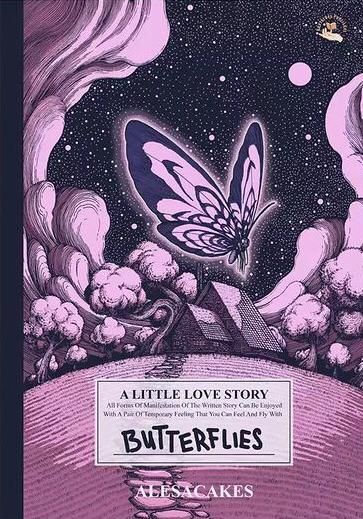 A LITTLE LOVE STORY
All Forms Of Manifestation Of The Written Story Can Be Enjoyed
With A Pair Of Temporary Feeling That You Can Feel And Fly With
BUTTERFLIES
ALESACAKES